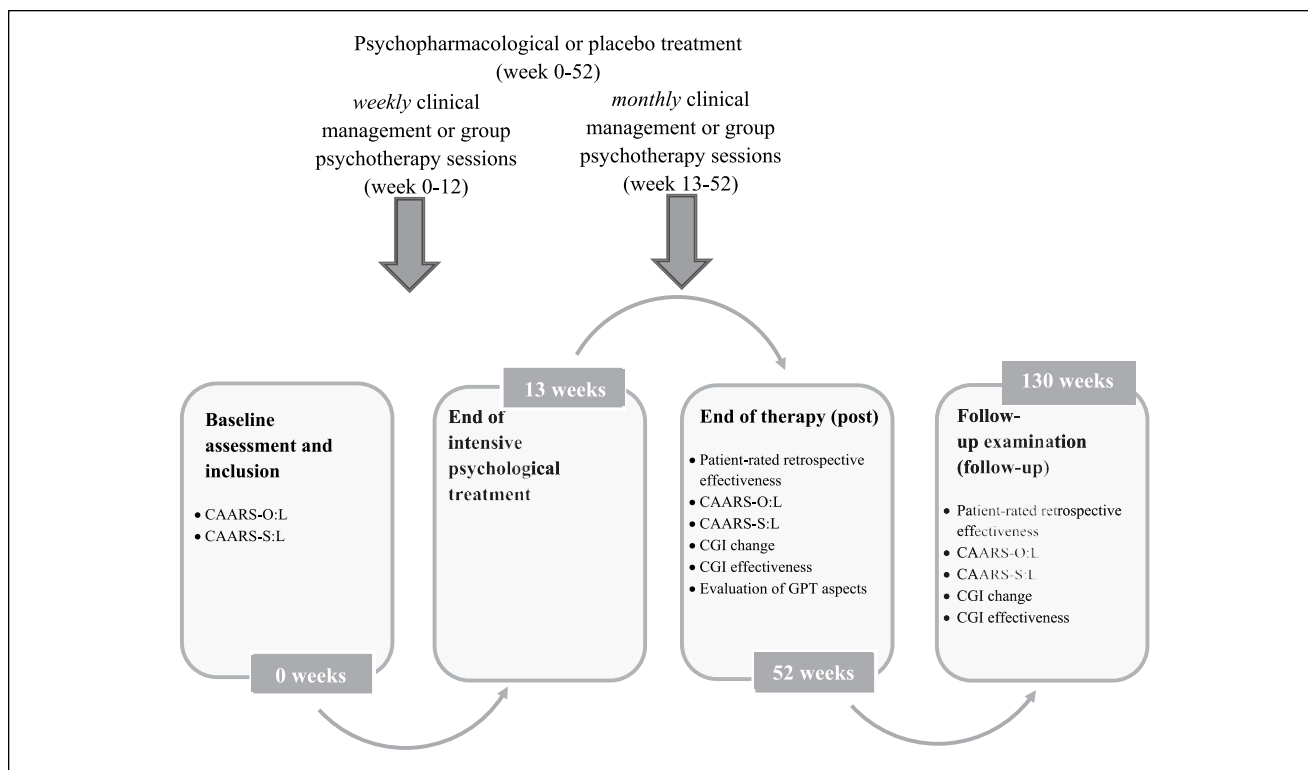 Psychopharmacological or placebo treatment
(week 0-52)
weekly clinical
management or group
psychotherapy sessions
(week 0-12)
monthly clinical
management or group
psychotherapy sessions
(week 13-52)
Baseline
assessment and
inclusion
• CAARS-O:L
• CAARS-S:L
0 weeks
13 weeks
End of
intensive
psychological
treatment
End of therapy (post)
• Patient-rated retrospective
effectiveness
• CAARS-O:L
• CAARS-S:L
• CGI change
• CGI effectiveness
• Evaluation of GPT aspects
52 weeks
130 weeks
Follow-
up examination
(follow-up)
• Patient-rated retrospective
effectiveness
• CAARS-O:L
• CAARS-S:L
• CGI change
• CGI effectiveness